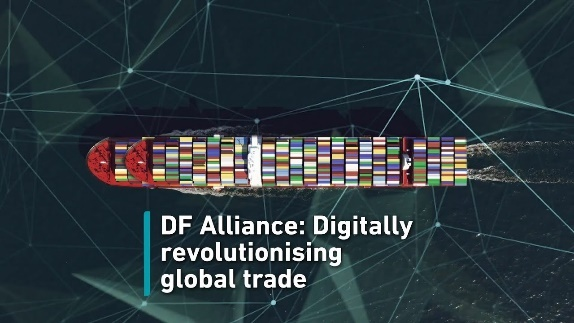 DF Alliance: Digitally
revolutionising
global trade